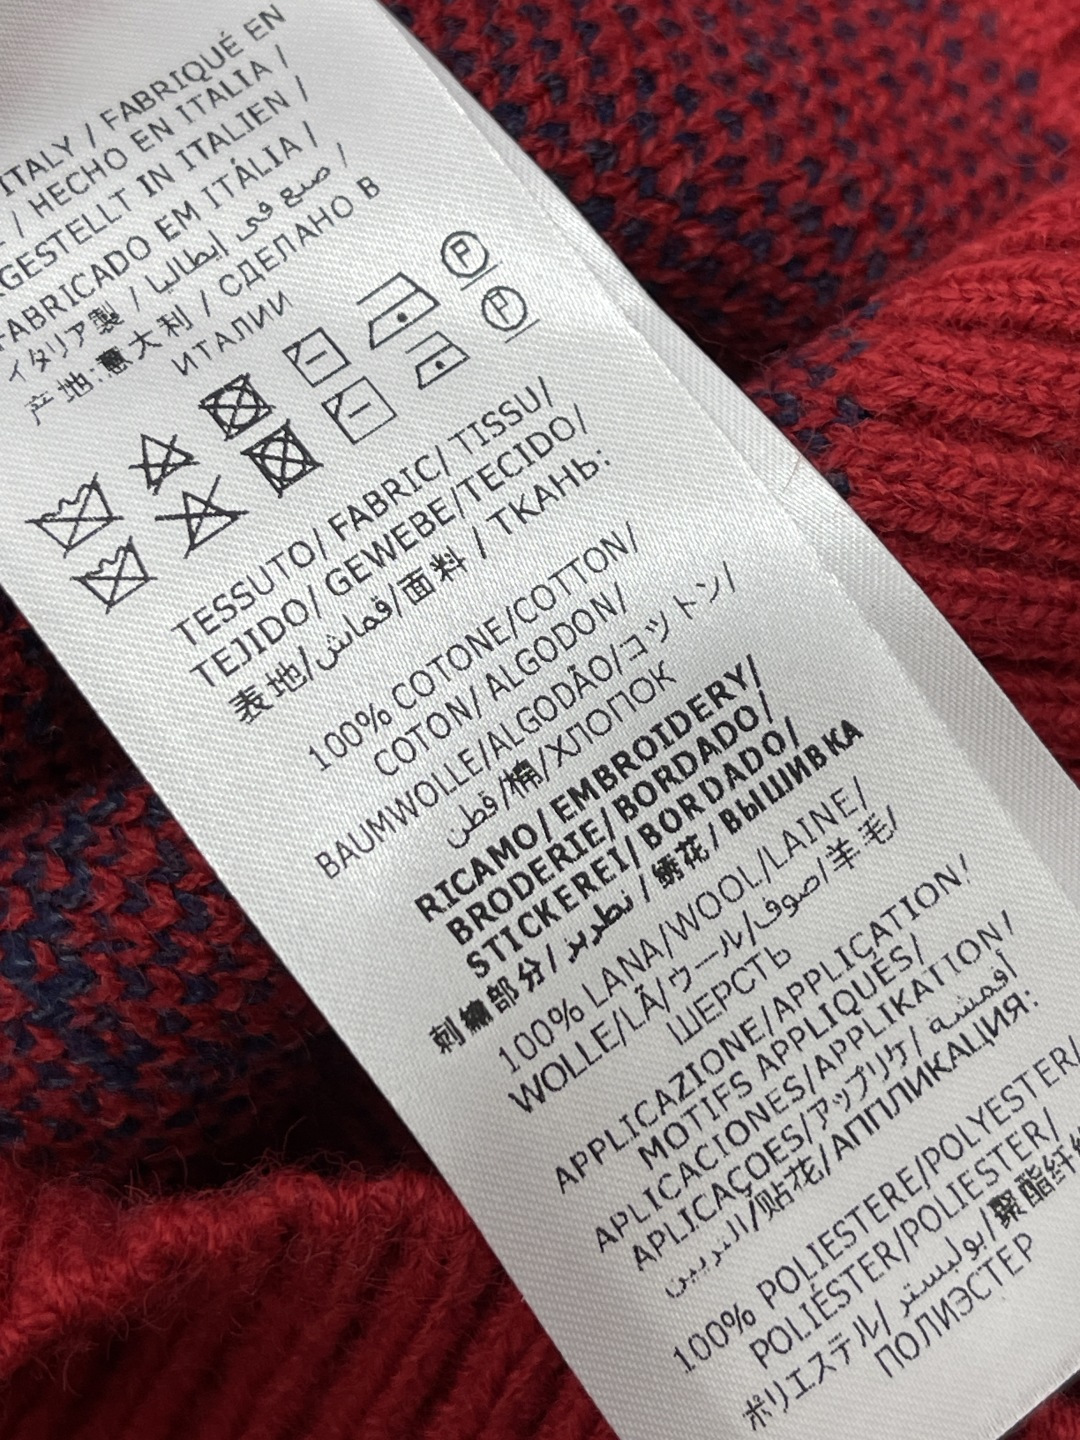 ITALY / FABRIQUÉ EN
/ HECHO EN ITALIA /
GESTELLT IN ITALIEN /
FABRICADO EM ITÁLIA /
イタリア製 / صنع في إيطاليا /
产地:意大利 / СДЕЛАНО В
ИТАЛИИ
P
P
TESSUTO/ FABRIC/ TISSU/
TEJIDO/ GEWEBE/TECIDO/
表地/قماش/面料 / ТКАНЬ:
100% COTONE/COTTON/
COTON/ ALGODON/
BAUMWOLLE/ALGODÃO/コットン/
قطن/棉/ХЛОПОК
RICAMO/ EMBROIDERY/
BRODERIE/ BORDADO/
STICKEREI/ BORDADO/
刺繍部分/ تطريز / 绣花/ ВЫШИВКА
100% LANA/WOOL/LAINE/
WOLLE/LÃ/ウール/صوف/羊毛/
ШЕРСТЬ
APPLICAZIONE/APPLICATION/
MOTIFS APPLIQUÉS/
APLICACIONES/APPLIKATION/
APLICAÇOES/アップリケ/ أقمشة
التزيين/贴花/АППЛИКАЦИЯ:
100% POLIESTERE/POLYESTER/
POLIÉSTER/POLIESTER/
ポリエステル/ بوليستر/聚酯纤维
ПОЛИЭСТЕР